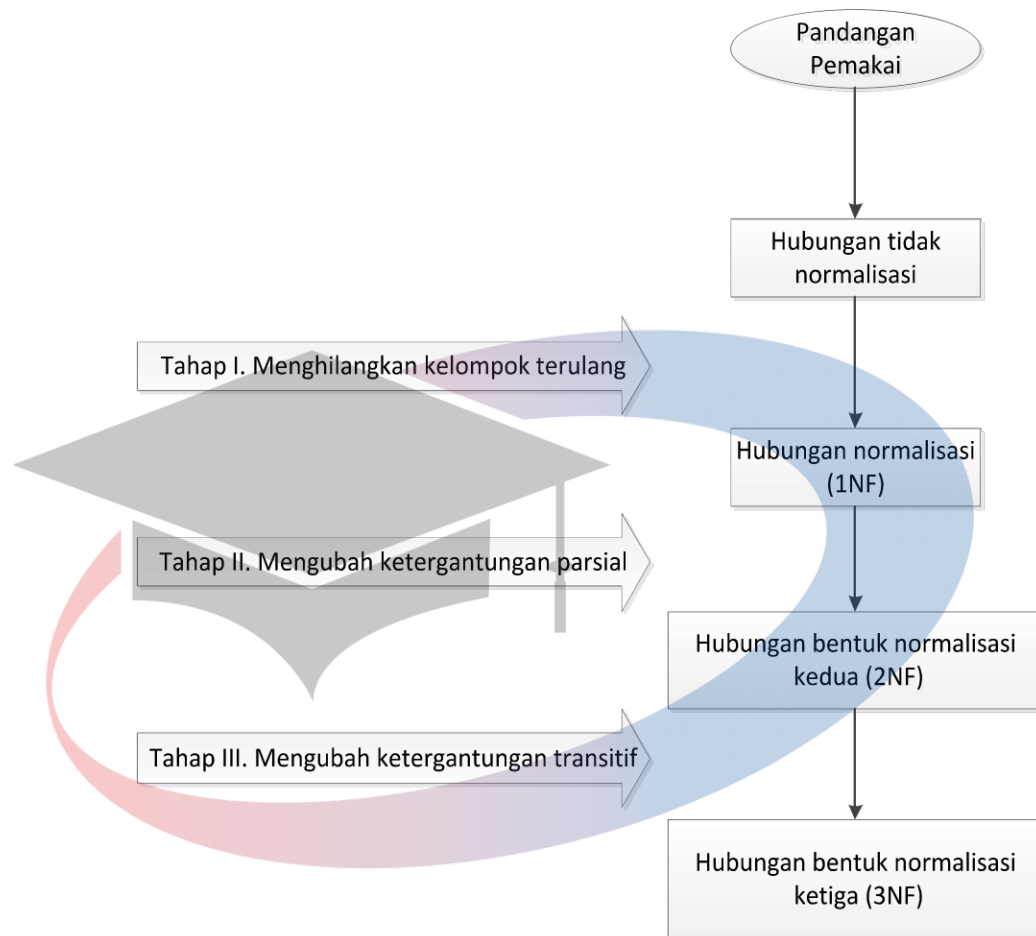 Pandangan
Pemakai
Hubungan tidak
normalisasi
Tahap I. Menghilangkan kelompok terulang
Hubungan normalisasi
(1NF)
Tahap II. Mengubah ketergantungan parsial
Hubungan bentuk normalisasi
kedua (2NF)
Tahap III. Mengubah ketergantungan transitif
Hubungan bentuk normalisasi
ketiga (3NF)